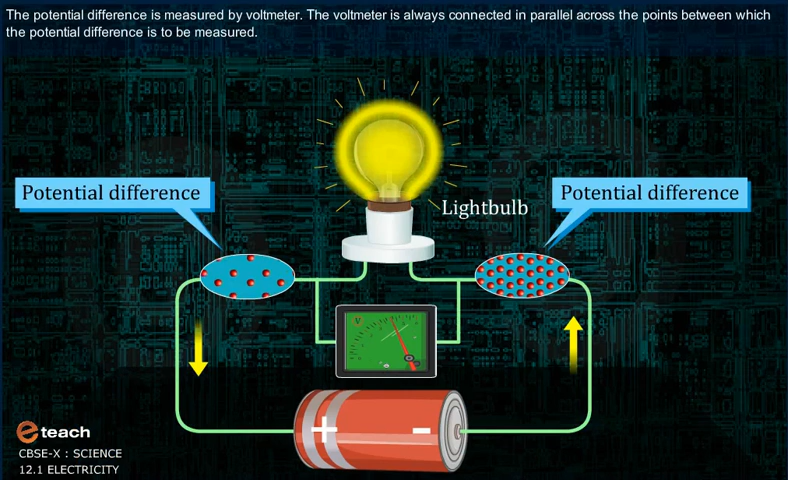 The potential difference is measured by voltmeter. The voltmeter is always connected in parallel across the points between which
the potential difference is to be measured.
Potential difference
Potential difference
Lightbulb
+
-
e teach
CBSE-X : SCIENCE
12.1 ELECTRICITY